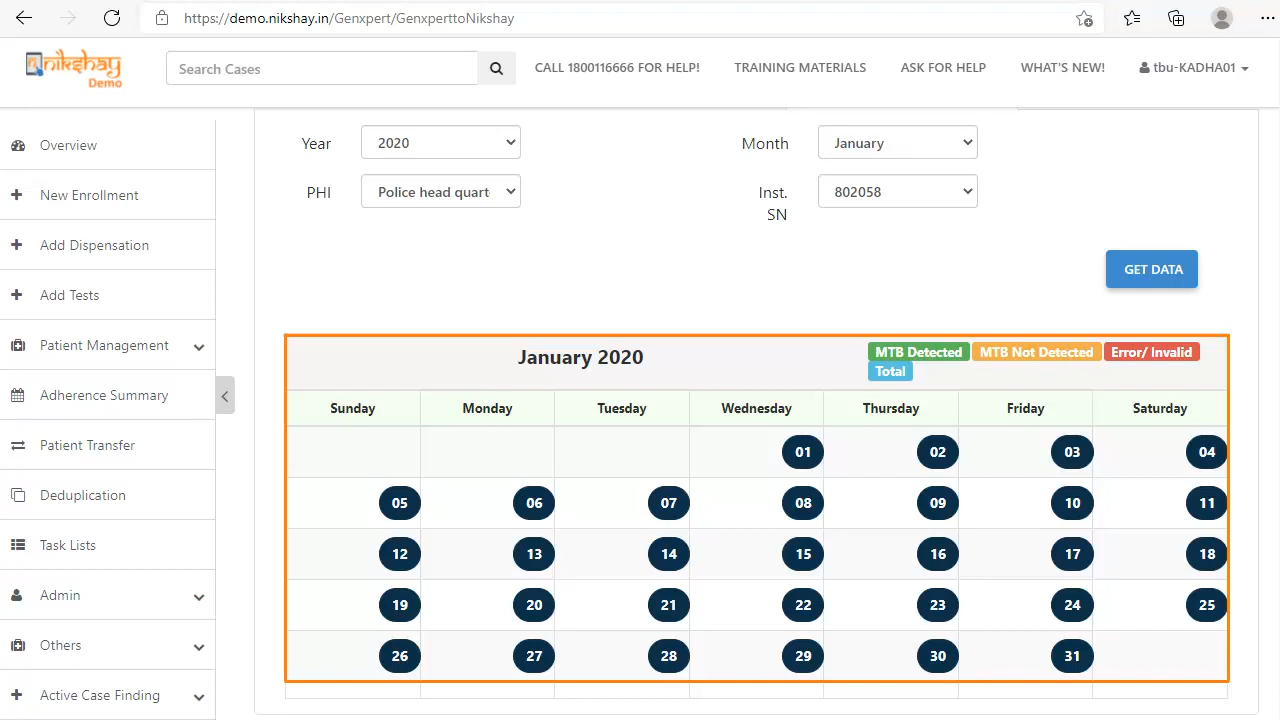 https://demo.nikshay.in/Genxpert/GenxperttoNikshay
nikshay
Demo
Search Cases
CALL 1800116666 FOR HELP!
TRAINING MATERIALS
ASK FOR HELP
WHAT'S NEW!
tbu-KADHA01
Overview
New Enrollment
Add Dispensation
Add Tests
Patient Management
Adherence Summary
Patient Transfer
Deduplication
Task Lists
Admin
Others
Active Case Finding
Year 2020 Month January
PHI Police head quart Inst. SN 802058
GET DATA
January 2020
MTB Detected MTB Not Detected Error/ Invalid
Total
Sunday Monday Tuesday Wednesday Thursday Friday Saturday
01 02 03 04
05 06 07 08 09 10 11
12 13 14 15 16 17 18
19 20 21 22 23 24 25
26 27 28 29 30 31